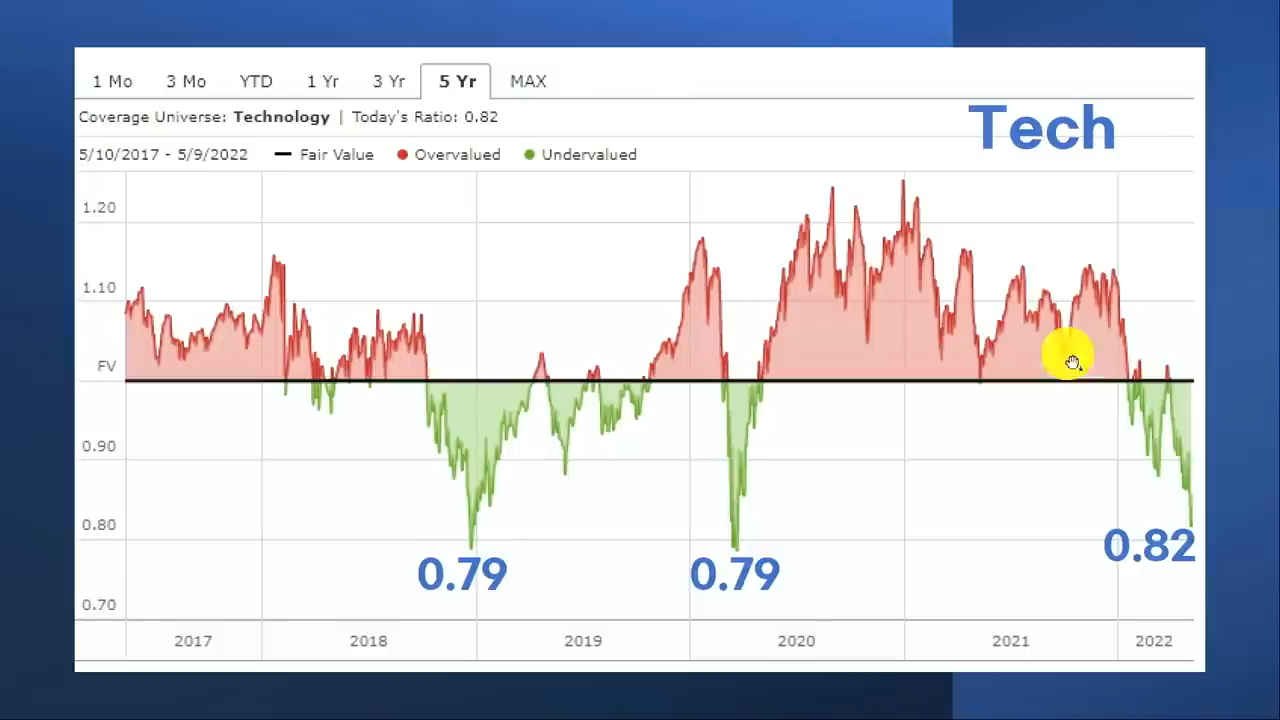 1 Mo 3 Mo YTD 1 Yr 3 Yr 5 Yr MAX
Coverage Universe: Technology | Today's Ratio: 0.82
Tech
5/10/2017 - 5/9/2022 Fair Value Overvalued Undervalued
1.20
1.10
FV
0.90
0.80
0.70
0.79
0.79
0.82
2017 2018 2019 2020 2021 2022